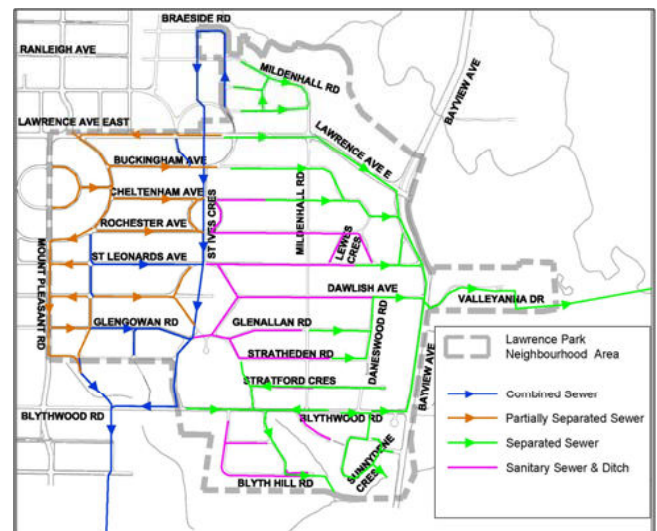 BRAESIDE RD
RANLEIGH AVE
MILDENHALL RD
BAYVIEW AVE
LAWRENCE AVE EAST
LAWRENCE AVE E
BUCKINGHAM AVE
CHELTENHAM AVE
ROCHESTER AVE
ST IVES CRES
MILDENHALL RD
LEWES CRES
ST LEONARDS AVE
MOUNT PLEASANT RD
DAWLISH AVE
VALLEYANNA DR
GLENGOWAN RD
GLENALLAN RD
DANESWOOD RD
STRATHEDEN RD
STRATFORD CRES
BAYVIEW AVE
BLYTHWOOD RD
BLYTHWOOD RD
SUNNYDENE
CRES
BLYTH HILL RD
Lawrence Park
Neighbourhood Area
Combined Sewer
Partially Separated Sewer
Separated Sewer
Sanitary Sewer & Ditch